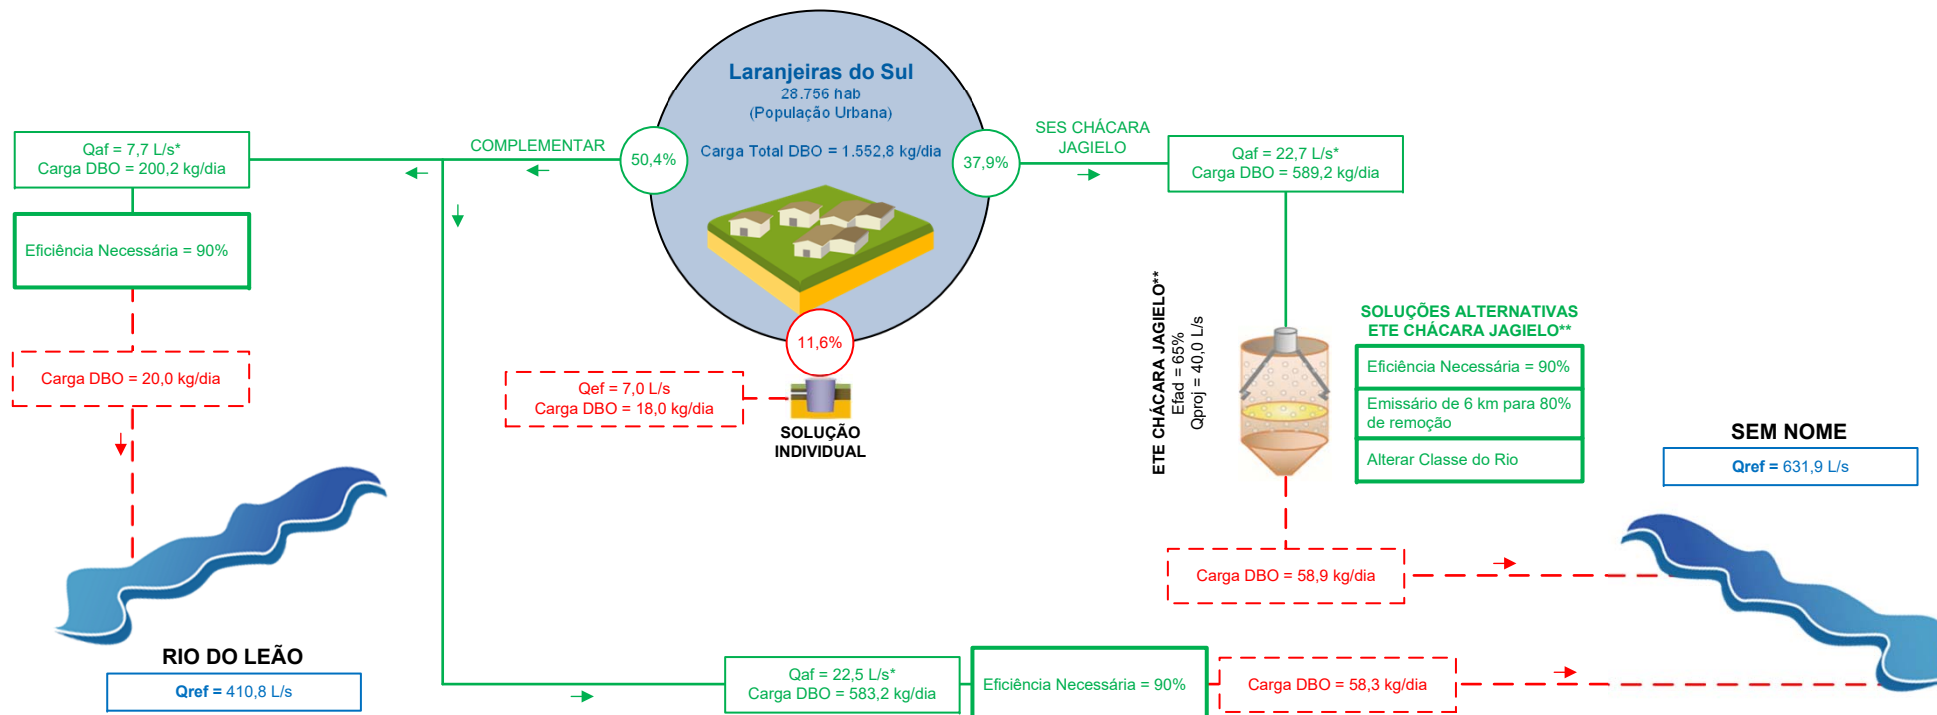 Laranjeiras do Sul
28.756 hab
(População Urbana)
Carga Total DBO = 1.552,8 kg/dia
50,4%
37,9%
11,6%
COMPLEMENTAR
Qaf = 7,7 L/s*
Carga DBO = 200,2 kg/dia
Eficiência Necessária = 90%
Carga DBO = 20,0 kg/dia
RIO DO LEÃO
Qref = 410,8 L/s
Qef = 7,0 L/s
Carga DBO = 18,0 kg/dia
SOLUÇÃO
INDIVIDUAL
SES CHÁCARA
JAGIELO
Qaf = 22,7 L/s*
Carga DBO = 589,2 kg/dia
ETE CHÁCARA JAGIELO**
Efad = 65%
Qproj = 40,0 L/s
SOLUÇÕES ALTERNATIVAS
ETE CHÁCARA JAGIELO**
Eficiência Necessária = 90%
Emissário de 6 km para 80%
de remoção
Alterar Classe do Rio
SEM NOME
Qref = 631,9 L/s
Carga DBO = 58,9 kg/dia
Qaf = 22,5 L/s*
Carga DBO = 583,2 kg/dia
Eficiência Necessária = 90%
Carga DBO = 58,3 kg/dia